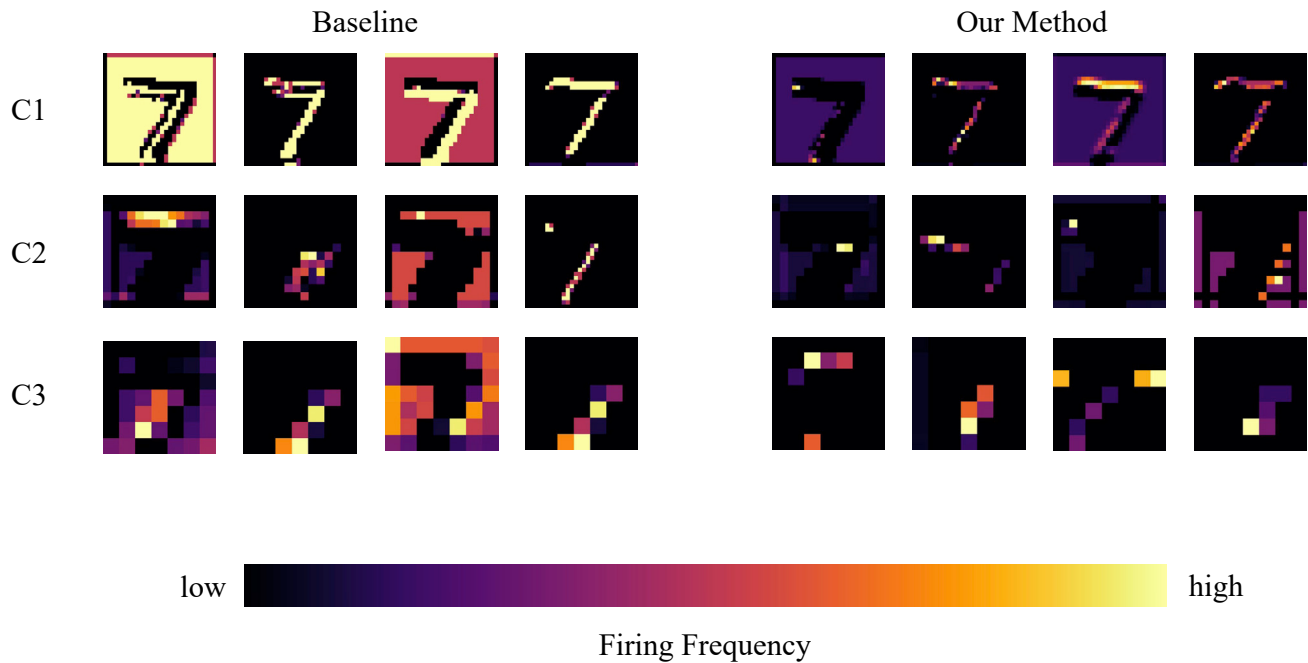 Baseline
Our Method
C1
C2
C3
low
high
Firing Frequency